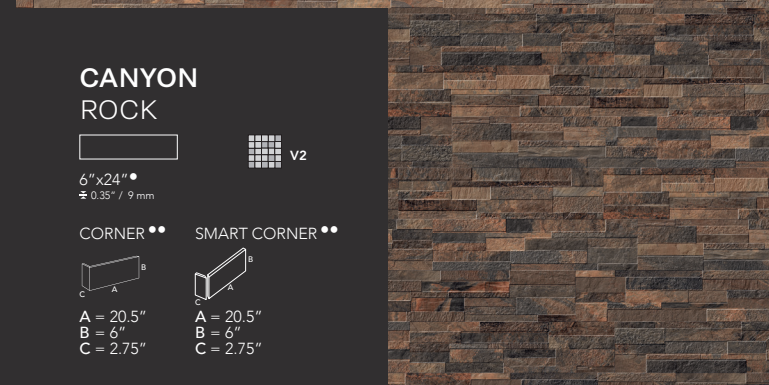 CANYON
ROCK
V2
6”x24”●
0.35” / 9 mm
CORNER ●●
SMART CORNER ●●
B
A
C
B
A
C
A = 20.5”
B = 6”
C = 2.75”
A = 20.5”
B = 6”
C = 2.75”